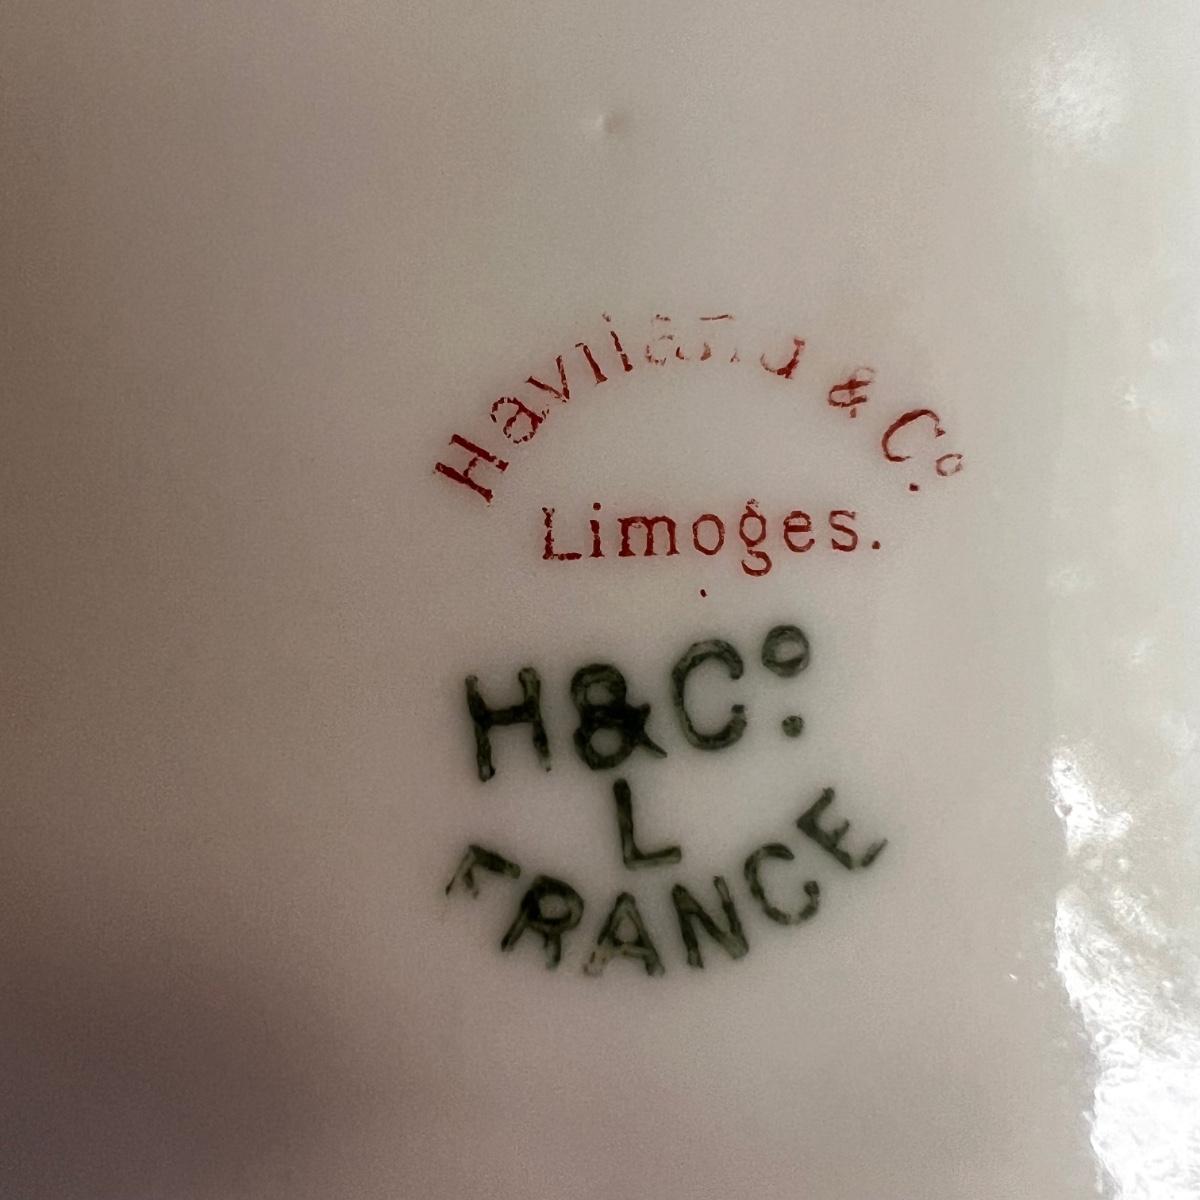 Haviland & Co.
Limoges.
H&Co.
L
FRANCE